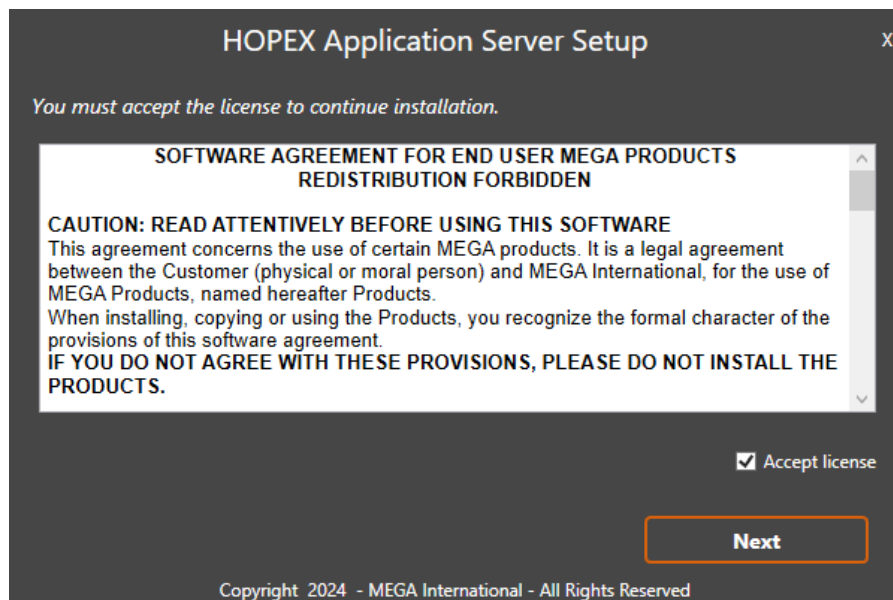 HOPEX Application Server Setup
X
You must accept the license to continue installation.
SOFTWARE AGREEMENT FOR END USER MEGA PRODUCTS
REDISTRIBUTION FORBIDDEN
CAUTION: READ ATTENTIVELY BEFORE USING THIS SOFTWARE
This agreement concerns the use of certain MEGA products. It is a legal agreement
between the Customer (physical or moral person) and MEGA International, for the use of
MEGA Products, named hereafter Products.
When installing, copying or using the Products, you recognize the formal character of the
provisions of this software agreement.
IF YOU DO NOT AGREE WITH THESE PROVISIONS, PLEASE DO NOT INSTALL THE
PRODUCTS.
Accept license
Next
Copyright 2024 - MEGA International - All Rights Reserved